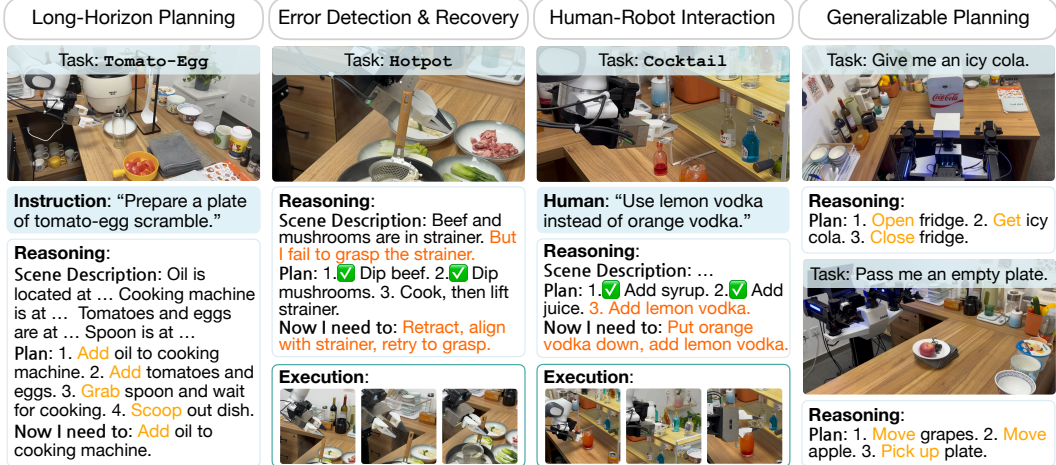 Long-Horizon Planning
Task: Tomato-Egg
Instruction: “Prepare a plate
of tomato-egg scramble.”
Reasoning:
Scene Description: Oil is
located at … Cooking machine
is at … Tomatoes and eggs
are at … Spoon is at …
Plan: 1. Add oil to cooking
machine. 2. Add tomatoes and
eggs. 3. Grab spoon and wait
for cooking. 4. Scoop out dish.
Now I need to: Add oil to
cooking machine.
Error Detection & Recovery
Task: Hotpot
Reasoning:
Scene Description: Beef and
mushrooms are in strainer. But
I fail to grasp the strainer.
Plan: 1.✅ Dip beef. 2.✅ Dip
mushrooms. 3. Cook, then lift
strainer.
Now I need to: Retract, align
with strainer, retry to grasp.
Execution:
Human-Robot Interaction
Task: Cocktail
Human: “Use lemon vodka
instead of orange vodka.”
Reasoning:
Scene Description: …
Plan: 1.✅ Add syrup. 2.✅ Add
juice. 3. Add lemon vodka.
Now I need to: Put orange
vodka down, add lemon vodka.
Execution:
Generalizable Planning
Task: Give me an icy cola.
Coca-Cola
Reasoning:
Plan: 1. Open fridge. 2. Get icy
cola. 3. Close fridge.
Task: Pass me an empty plate.
Reasoning:
Plan: 1. Move grapes. 2. Move
apple. 3. Pick up plate.